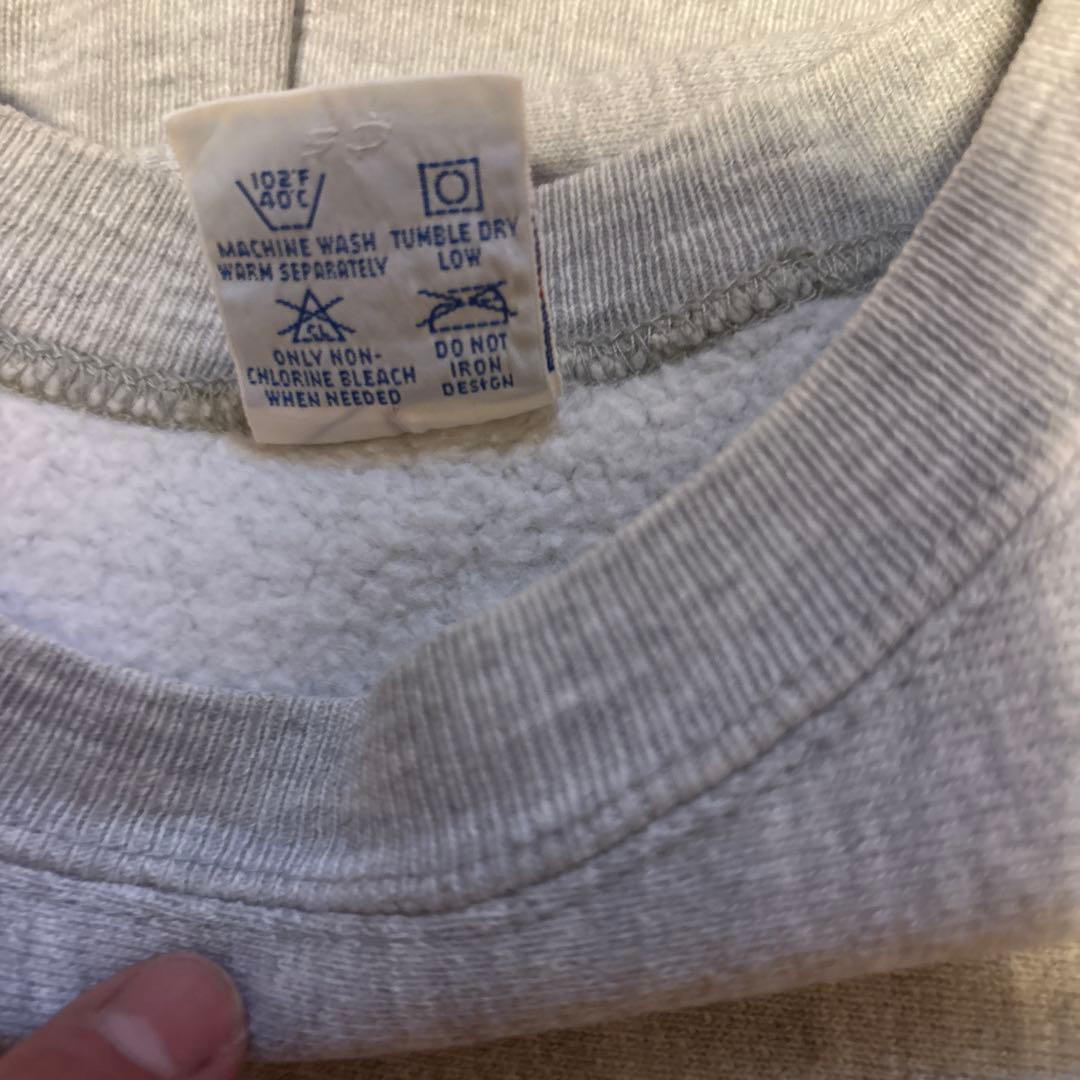 102°F
40°C
MACHINE WASH
WARM SEPARATELY
TUMBLE DRY
LOW
ONLY NON-
CHLORINE BLEACH
WHEN NEEDED
DO NOT
IRON
DESIGN